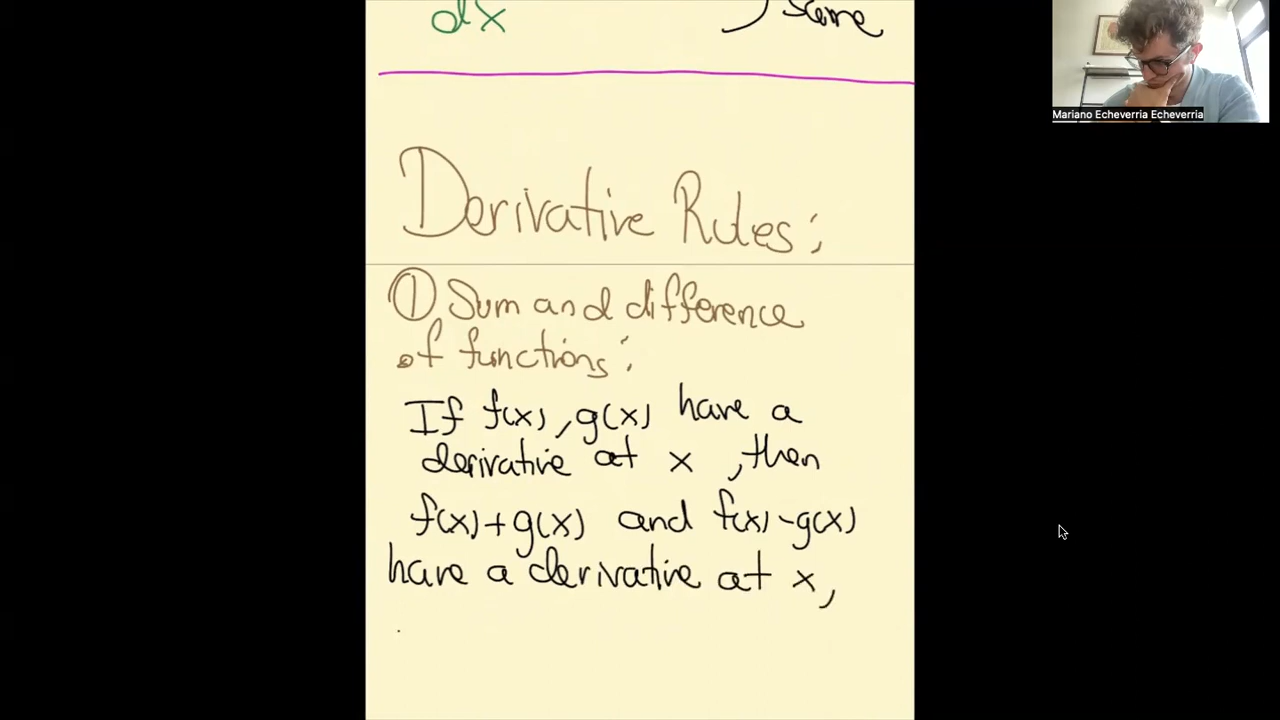 dx
same
Mariano Echeverria Echeverria
Derivative Rules:
① Sum and difference
of functions:
If f(x), g(x) have a
derivative at x, then
f(x)+g(x) and f(x)-g(x)
have a derivative at x,